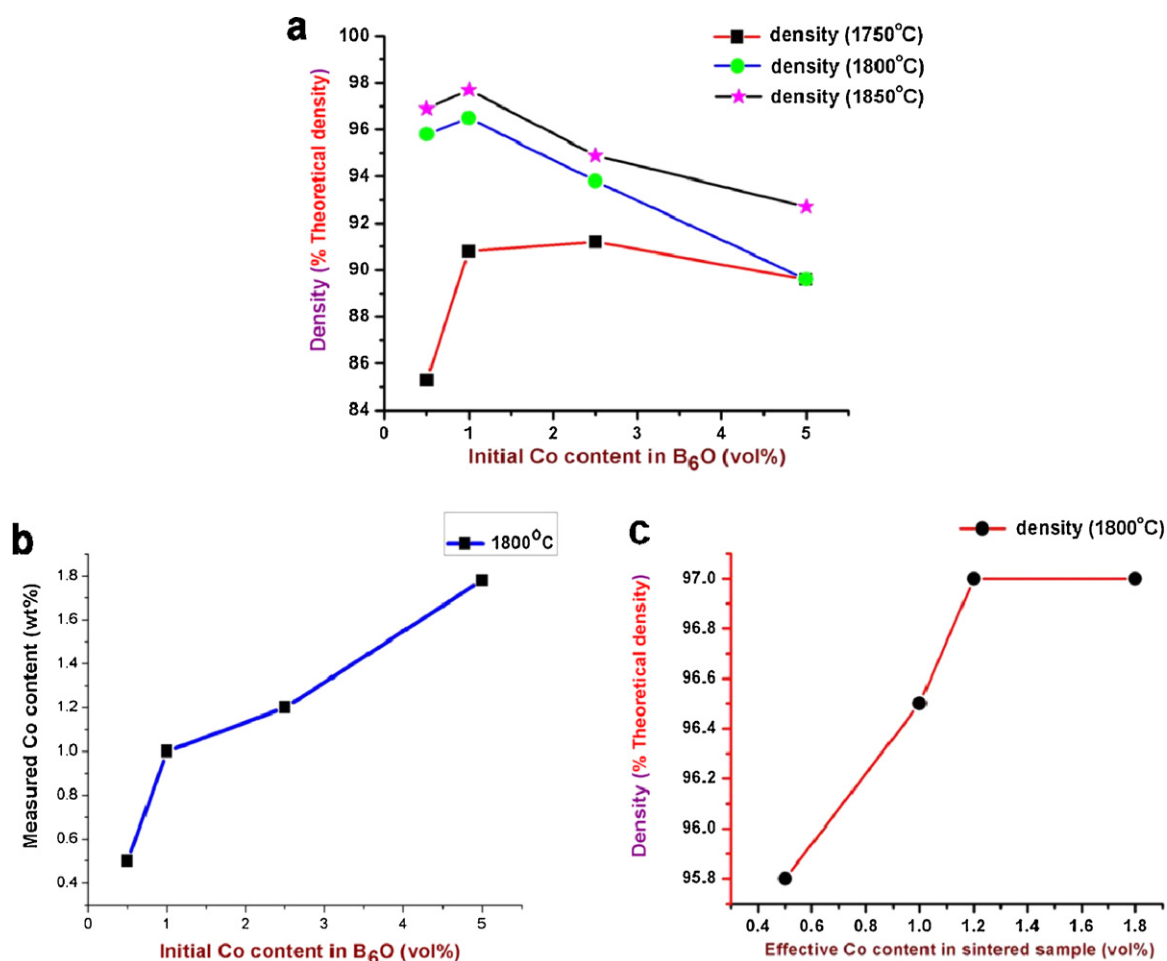 a
density (1750°C)
density (1800°C)
density (1850°C)
Density (% Theoretical density)
100
98
96
94
92
90
88
86
84
0 1 2 3 4 5
Initial Co content in B₆O (vol%)
b
1800°C
Measured Co content (wt%)
1.8
1.6
1.4
1.2
1.0
0.8
0.6
0.4
0 1 2 3 4 5
Initial Co content in B₆O (vol%)
c
density (1800°C)
Density (% Theoretical density)
97.0
96.8
96.6
96.4
96.2
96.0
95.8
0.4 0.6 0.8 1.0 1.2 1.4 1.6 1.8
Effective Co content in sintered sample (vol%)